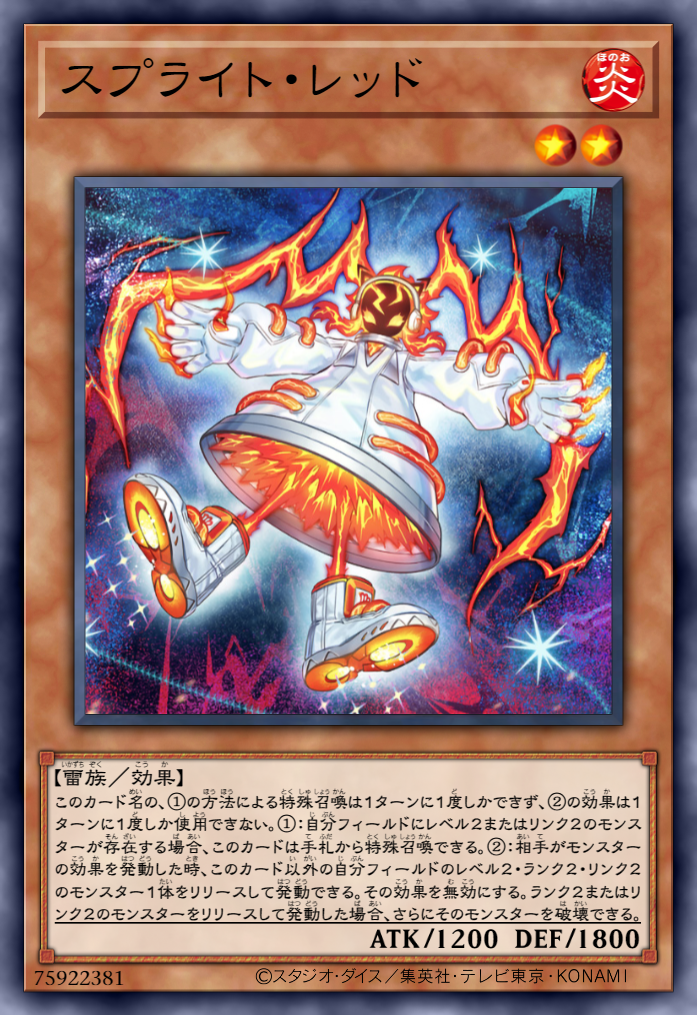 スプライト・レッド
ほのお
炎
いかずち ぞく こう か
【雷族／効果】
このカード名の、①の方法による特殊召喚は1ターンに1度しかできず、②の効果は1
ターンに1度しか使用できない。①：自分フィールドにレベル2またはリンク2のモンス
ターが存在する場合、このカードは手札から特殊召喚できる。②：相手がモンスター
の効果を発動した時、このカード以外の自分フィールドのレベル2・ランク2・リンク2
のモンスター1体をリリースして発動できる。その効果を無効にする。ランク2またはリ
ンク2のモンスターをリリースして発動した場合、さらにそのモンスターを破壊できる。
ATK/1200 DEF/1800
75922381 ©スタジオ・ダイス／集英社・テレビ東京・KONAMI